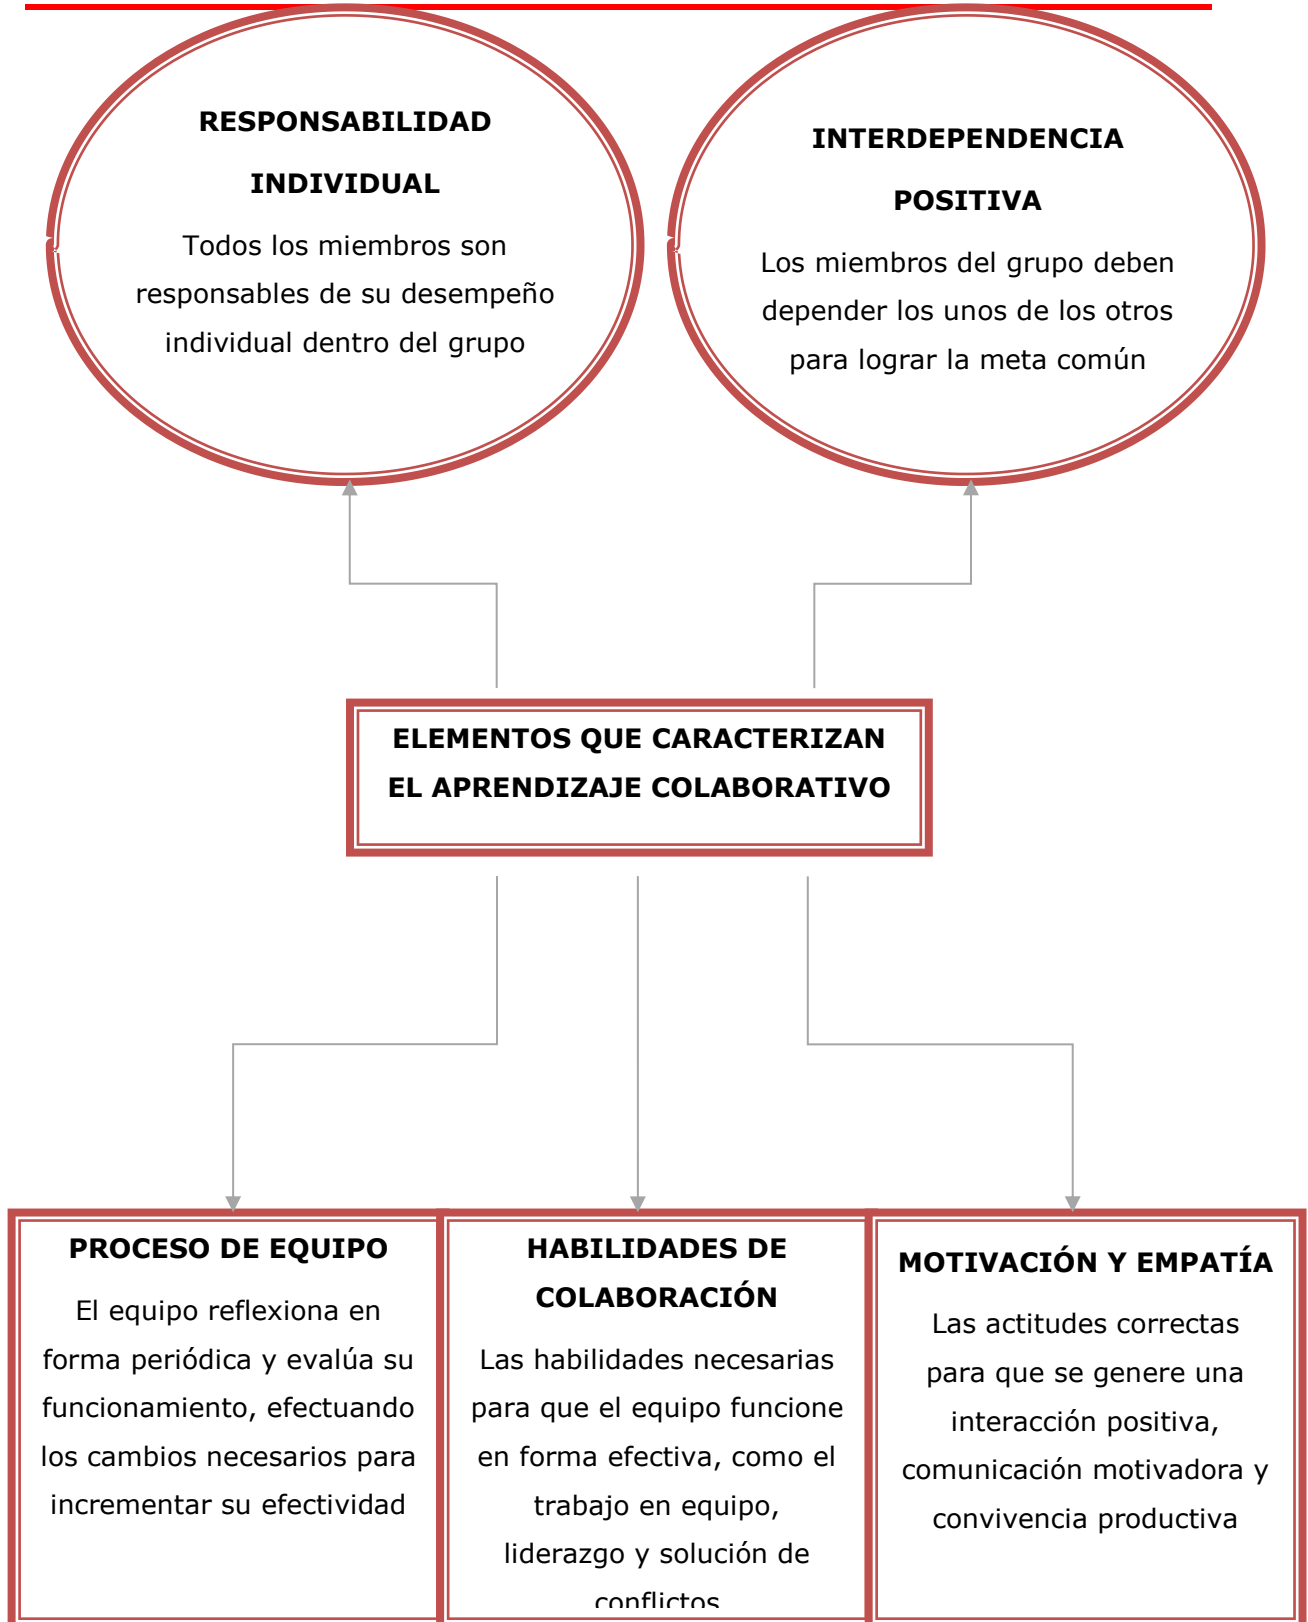 RESPONSABILIDAD
INDIVIDUAL
Todos los miembros son
responsables de su desempeño
individual dentro del grupo
INTERDEPENDENCIA
POSITIVA
Los miembros del grupo deben
depender los unos de los otros
para lograr la meta común
ELEMENTOS QUE CARACTERIZAN
EL APRENDIZAJE COLABORATIVO
PROCESO DE EQUIPO
El equipo reflexiona en
forma periódica y evalúa su
funcionamiento, efectuando
los cambios necesarios para
incrementar su efectividad
HABILIDADES DE
COLABORACIÓN
Las habilidades necesarias
para que el equipo funcione
en forma efectiva, como el
trabajo en equipo,
liderazgo y solución de
conflictos
MOTIVACIÓN Y EMPATÍA
Las actitudes correctas
para que se genere una
interacción positiva,
comunicación motivadora y
convivencia productiva